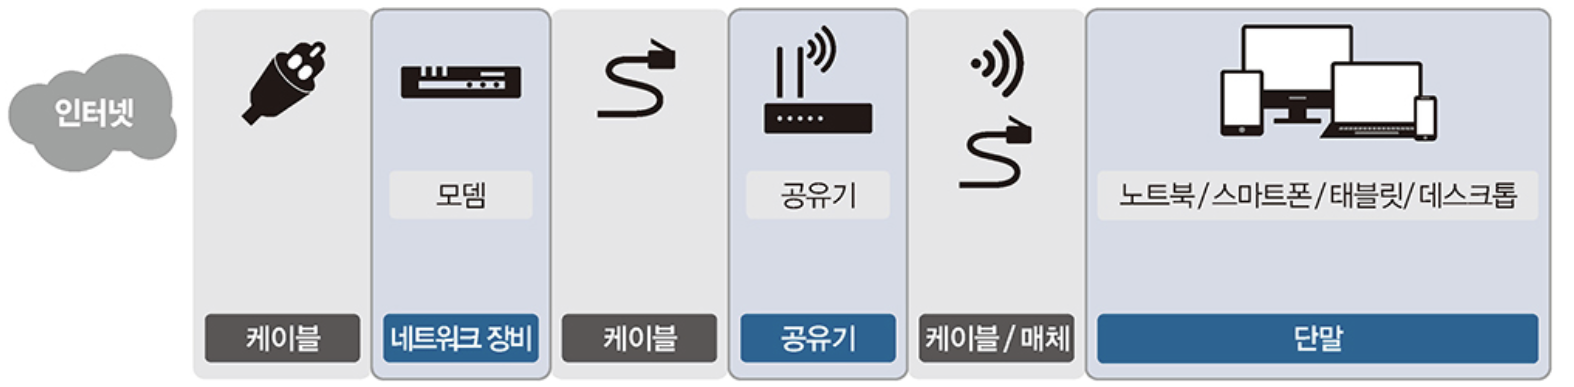 인터넷
모뎀
공유기
노트북/스마트폰/태블릿/데스크톱
케이블
네트워크 장비
케이블
공유기
케이블/매체
단말